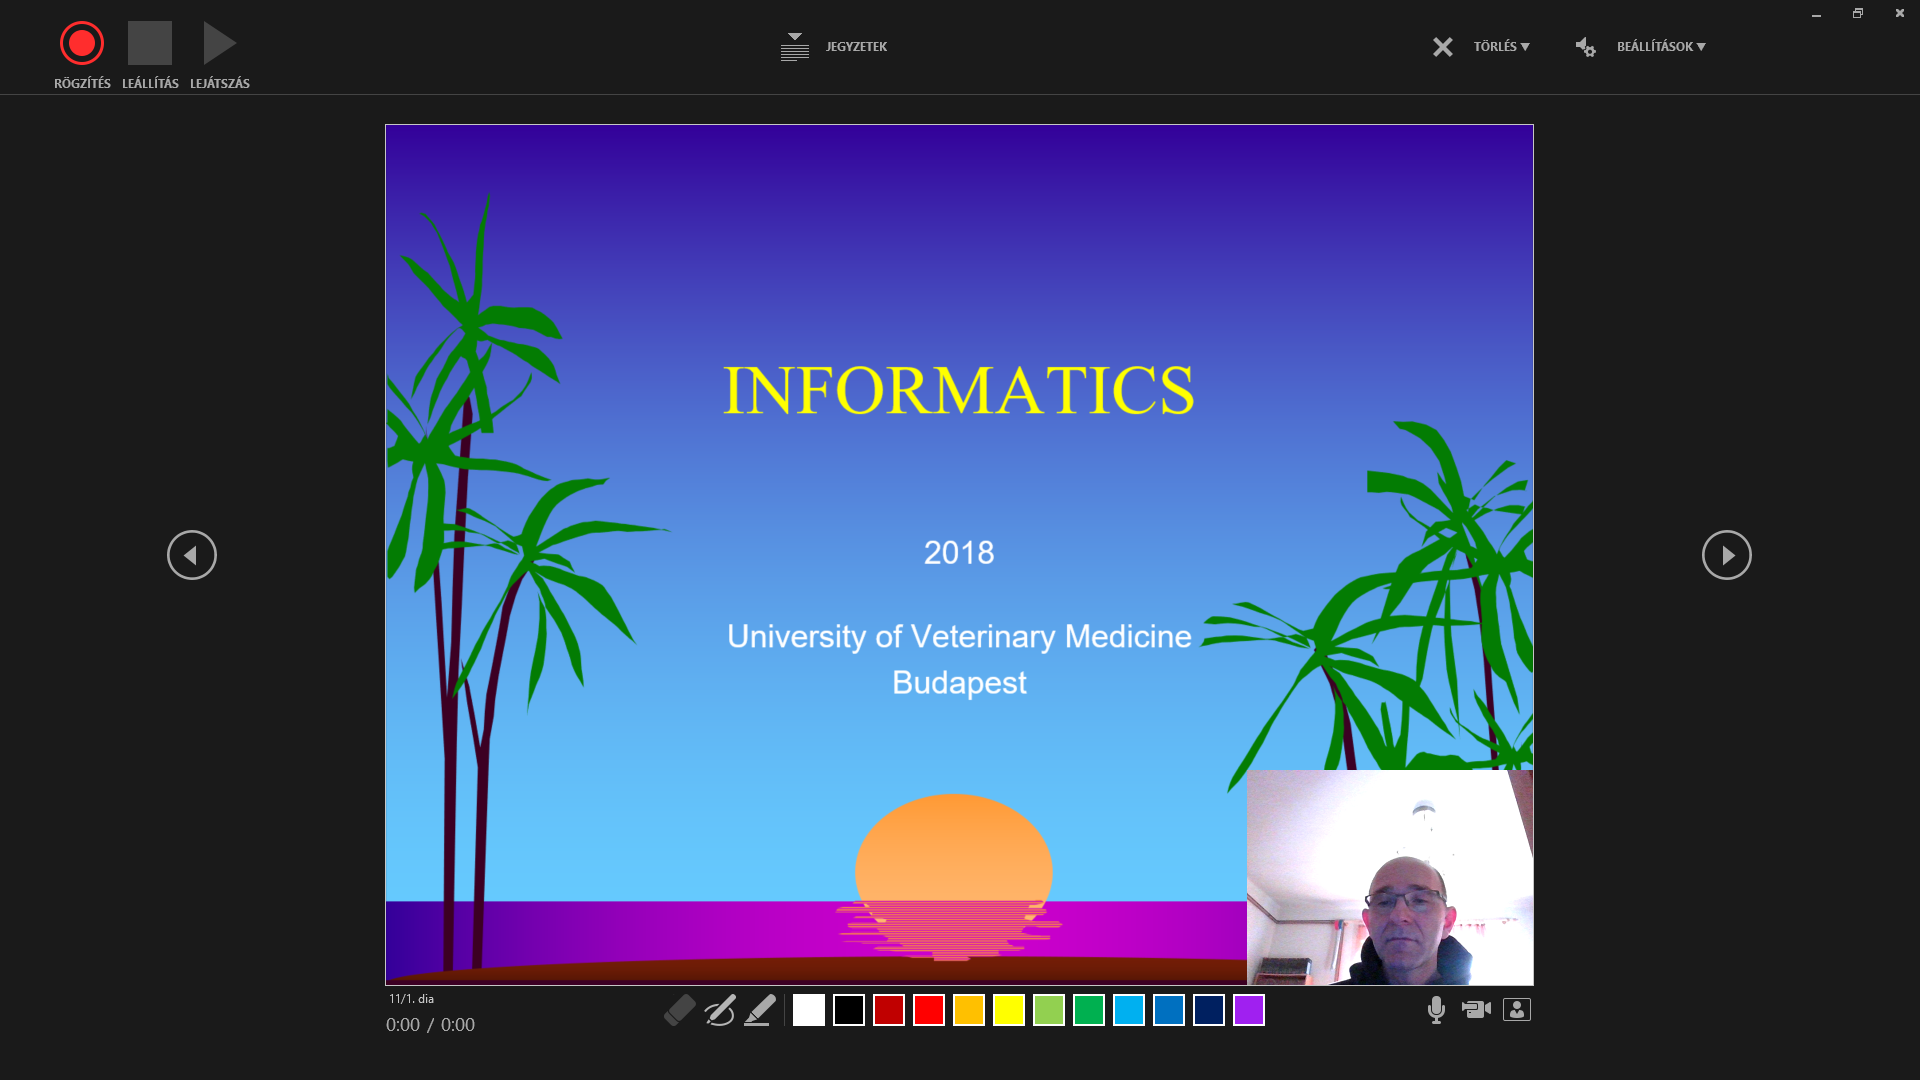 RÖGZÍTÉS LEÁLLÍTÁS LEJÁTSZÁS
JEGYZETEK
TÖRLÉS
BEÁLLÍTÁSOK
INFORMATICS
2018
University of Veterinary Medicine
Budapest
11/1. dia
0:00 / 0:00